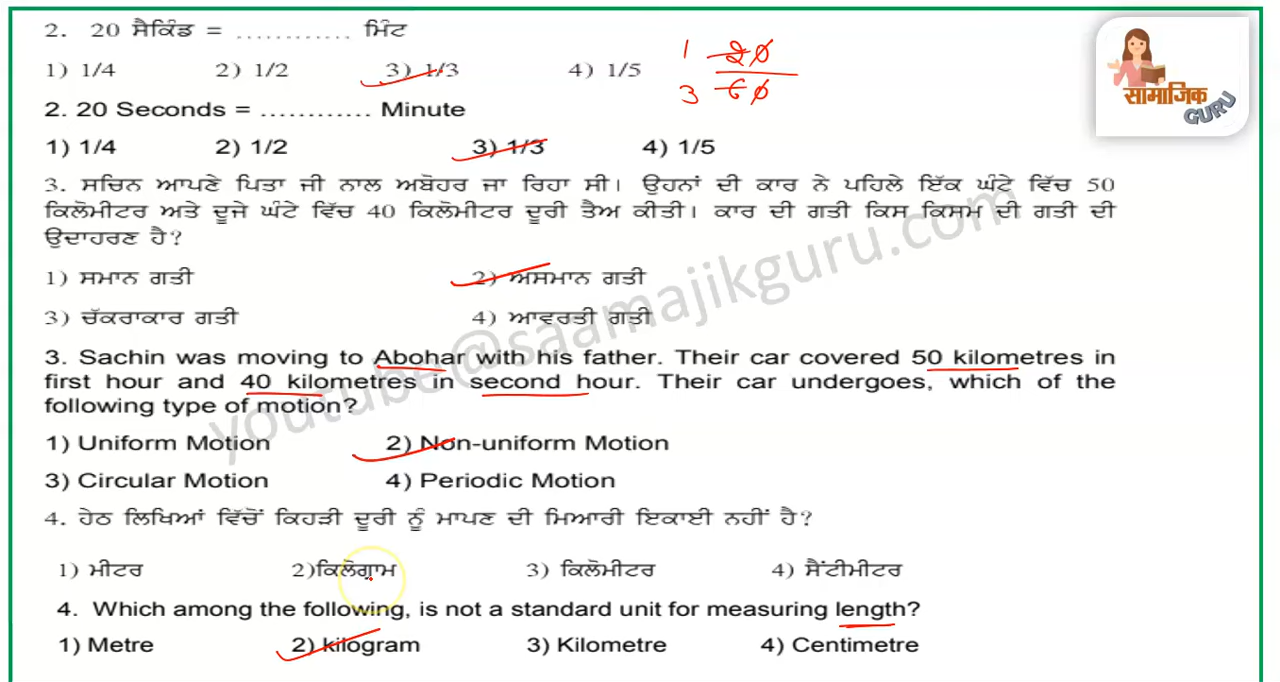 2. 20 ਸੈਕਿੰਡ = ............ ਮਿੰਟ
1) 1/4 2) 1/2 3) 1/3 4) 1/5
1 20
3 60
सामाजिक
GURU
2. 20 Seconds = ............ Minute
1) 1/4 2) 1/2 3) 1/3 4) 1/5
3. ਸਚਿਨ ਆਪਣੇ ਪਿਤਾ ਜੀ ਨਾਲ ਅਬੋਹਰ ਜਾ ਰਿਹਾ ਸੀ। ਉਹਨਾਂ ਦੀ ਕਾਰ ਨੇ ਪਹਿਲੇ ਇੱਕ ਘੰਟੇ ਵਿੱਚ 50
ਕਿਲੋਮੀਟਰ ਅਤੇ ਦੂਜੇ ਘੰਟੇ ਵਿੱਚ 40 ਕਿਲੋਮੀਟਰ ਦੂਰੀ ਤੈਅ ਕੀਤੀ। ਕਾਰ ਦੀ ਗਤੀ ਕਿਸ ਕਿਸਮ ਦੀ ਗਤੀ ਦੀ
ਉਦਾਹਰਣ ਹੈ?
1) ਸਮਾਨ ਗਤੀ 2) ਅਸਮਾਨ ਗਤੀ
3) ਚੱਕਰਾਕਾਰ ਗਤੀ 4) ਆਵਰਤੀ ਗਤੀ
youtube@saamajikguru.com
3. Sachin was moving to Abohar with his father. Their car covered 50 kilometres in
first hour and 40 kilometres in second hour. Their car undergoes, which of the
following type of motion?
1) Uniform Motion 2) Non-uniform Motion
3) Circular Motion 4) Periodic Motion
4. ਹੇਠ ਲਿਖਿਆਂ ਵਿੱਚੋਂ ਕਿਹੜੀ ਦੂਰੀ ਨੂੰ ਮਾਪਣ ਦੀ ਮਿਆਰੀ ਇਕਾਈ ਨਹੀਂ ਹੈ?
1) ਮੀਟਰ 2)ਕਿਲੋਗ੍ਰਾਮ 3) ਕਿਲੋਮੀਟਰ 4) ਸੈਂਟੀਮੀਟਰ
4. Which among the following, is not a standard unit for measuring length?
1) Metre 2) kilogram 3) Kilometre 4) Centimetre